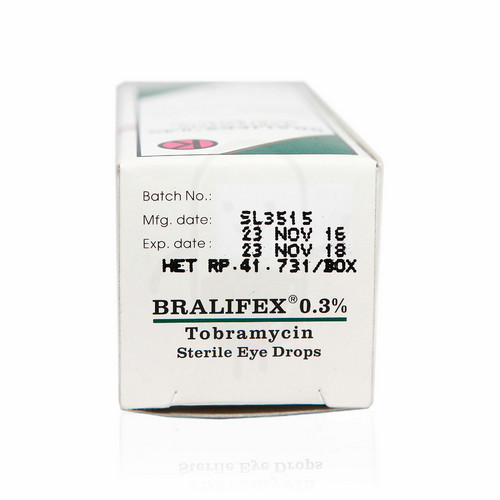 Batch No.: SL3515
Mfg. date: 23 NOV 16
Exp. date: 23 NOV 18
HET RP.41.731/BOX
BRALIFEX® 0.3%
Tobramycin
Sterile Eye Drops